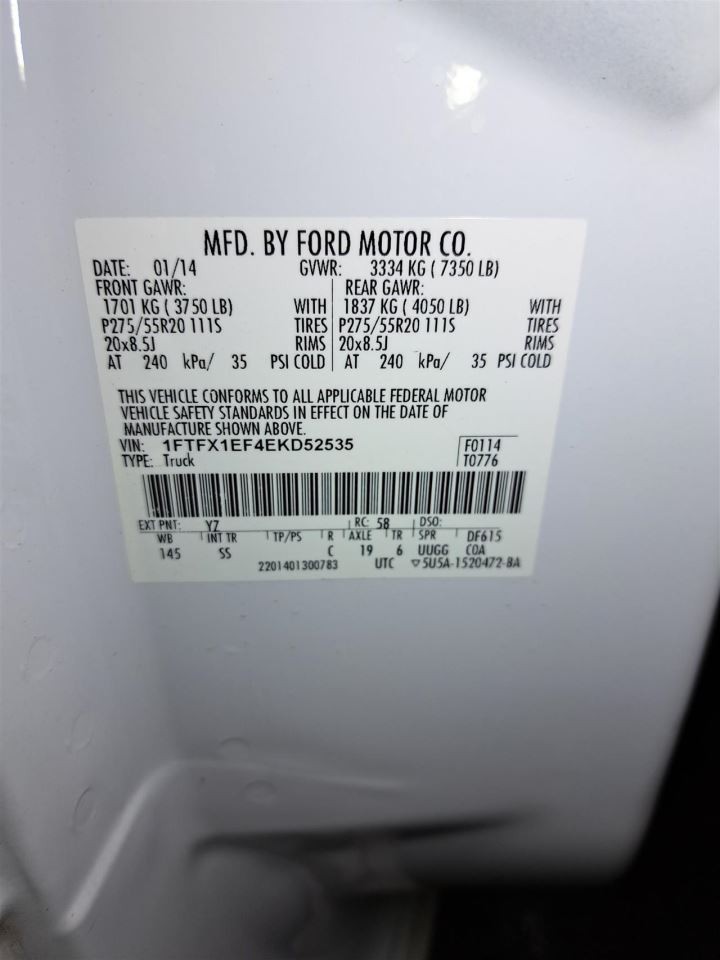 MFD. BY FORD MOTOR CO.
DATE: 01/14 GVWR: 3334 KG ( 7350 LB)
FRONT GAWR: REAR GAWR:
1701 KG ( 3750 LB) WITH 1837 KG ( 4050 LB) WITH
P275/55R20 111S TIRES P275/55R20 111S TIRES
20x8.5J RIMS 20x8.5J RIMS
AT 240 kPa/ 35 PSI COLD AT 240 kPa/ 35 PSI COLD
THIS VEHICLE CONFORMS TO ALL APPLICABLE FEDERAL MOTOR
VEHICLE SAFETY STANDARDS IN EFFECT ON THE DATE OF
MANUFACTURE SHOWN ABOVE.
VIN: 1FTFX1EF4EKD52535 F0114
TYPE: Truck T0776
EXT PNT: YZ RC: 58 DSO:
WB INT TR TP/PS R AXLE TR SPR DF615
145 SS C 19 6 UUGG COA
2201401300783 UTC ▽5U5A-1520472-BA